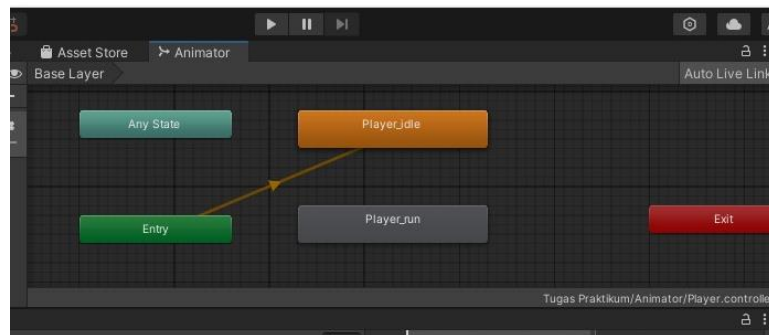 Asset Store
Animator
Base Layer
Auto Live Link
Any State
Player_idle
Entry
Player_run
Exit
Tugas Praktikum/Animator/Player.controlle